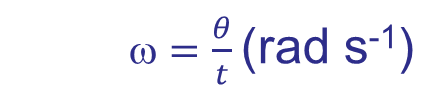 ω = θ/t (rad s⁻¹)